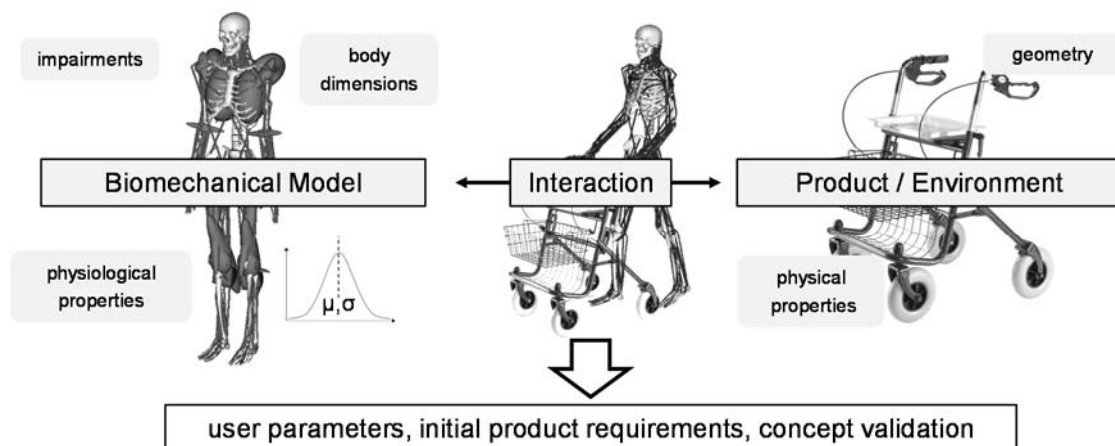 impairments
body
dimensions
geometry
Biomechanical Model
Interaction
Product / Environment
physiological
properties
μ,σ
physical
properties
user parameters, initial product requirements, concept validation